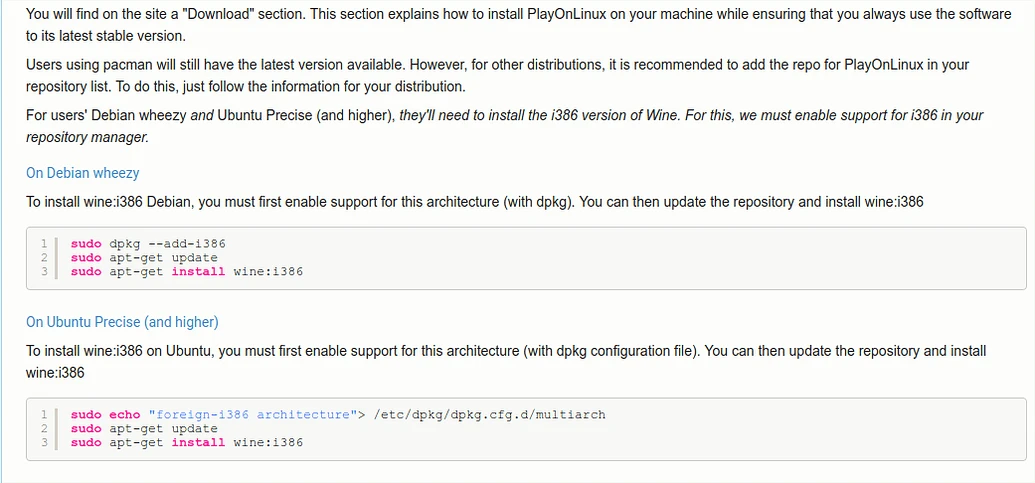 You will find on the site a "Download" section. This section explains how to install PlayOnLinux on your machine while ensuring that you always use the software
to its latest stable version.
Users using pacman will still have the latest version available. However, for other distributions, it is recommended to add the repo for PlayOnLinux in your
repository list. To do this, just follow the information for your distribution.
For users' Debian wheezy and Ubuntu Precise (and higher), they'll need to install the i386 version of Wine. For this, we must enable support for i386 in your
repository manager.
On Debian wheezy
To install wine:i386 Debian, you must first enable support for this architecture (with dpkg). You can then update the repository and install wine:i386
1 sudo dpkg --add-i386
2 sudo apt-get update
3 sudo apt-get install wine:i386
On Ubuntu Precise (and higher)
To install wine:i386 on Ubuntu, you must first enable support for this architecture (with dpkg configuration file). You can then update the repository and install
wine:i386
1 sudo echo "foreign-i386 architecture"> /etc/dpkg/dpkg.cfg.d/multiarch
2 sudo apt-get update
3 sudo apt-get install wine:i386